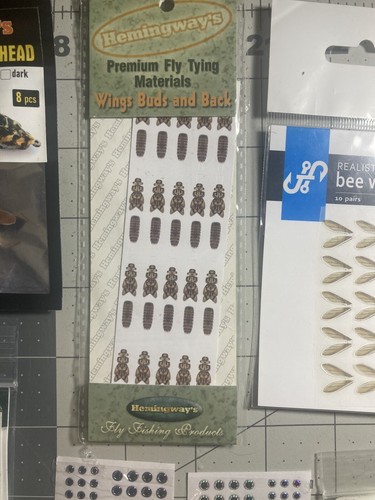 HEAD
dark
8 pcs
8
2
Hemingway's
Premium Fly Tying
Materials
Wings Buds and Back
REALIST
bee w
10 pairs
Hemingway's
Fly Fishing Products